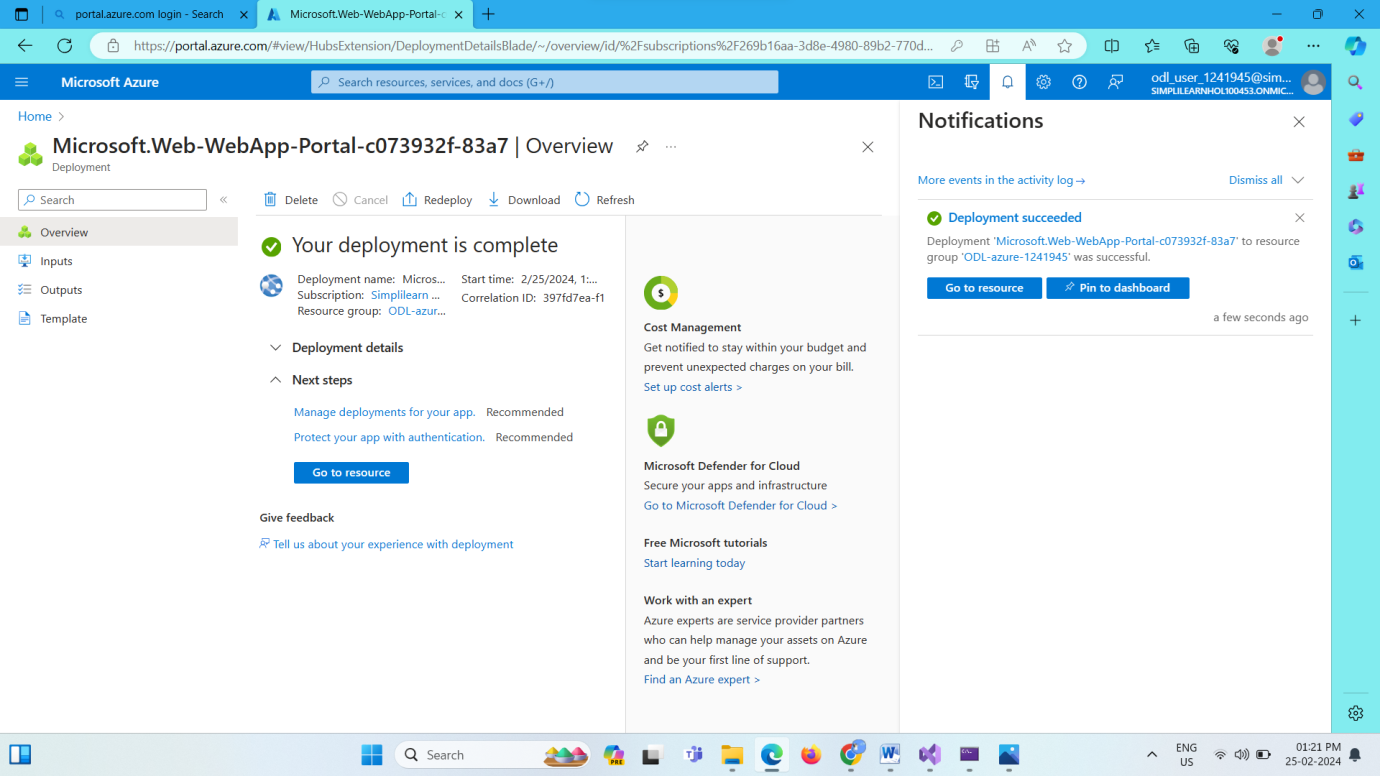 portal.azure.com login - Search
Microsoft.Web-WebApp-Portal-c
https://portal.azure.com/#view/HubsExtension/DeploymentDetailsBlade/~/overview/id/%2Fsubscriptions%2F269b16aa-3d8e-4980-89b2-770d...
Microsoft Azure
Search resources, services, and docs (G+/)
odl_user_1241945@sim...
SIMPLILEARNHOL100453.ONMIC...
Home >
Microsoft.Web-WebApp-Portal-c073932f-83a7 | Overview
Deployment
Search
Overview
Inputs
Outputs
Template
Delete Cancel Redeploy Download Refresh
Your deployment is complete
Deployment name: Micros...
Subscription: Simplilearn ...
Resource group: ODL-azur...
Start time: 2/25/2024, 1:...
Correlation ID: 397fd7ea-f1
Deployment details
Next steps
Manage deployments for your app. Recommended
Protect your app with authentication. Recommended
Go to resource
Give feedback
Tell us about your experience with deployment
Cost Management
Get notified to stay within your budget and
prevent unexpected charges on your bill.
Set up cost alerts >
Microsoft Defender for Cloud
Secure your apps and infrastructure
Go to Microsoft Defender for Cloud >
Free Microsoft tutorials
Start learning today
Work with an expert
Azure experts are service provider partners
who can help manage your assets on Azure
and be your first line of support.
Find an Azure expert >
Notifications
More events in the activity log→
Dismiss all
Deployment succeeded
Deployment 'Microsoft.Web-WebApp-Portal-c073932f-83a7' to resource
group 'ODL-azure-1241945' was successful.
Go to resource
Pin to dashboard
a few seconds ago
Search
PRE
ENG
US
01:21 PM
25-02-2024